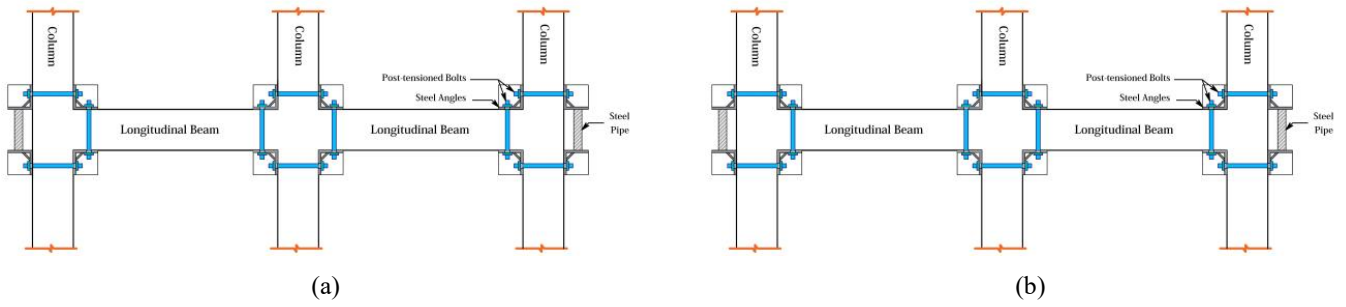 Column
Column
Column
Post-tensioned Bolts
Steel Angles
Longitudinal Beam
Longitudinal Beam
Steel
Pipe
(a)
Column
Column
Column
Post-tensioned Bolts
Steel Angles
Longitudinal Beam
Longitudinal Beam
Steel
Pipe
(b)